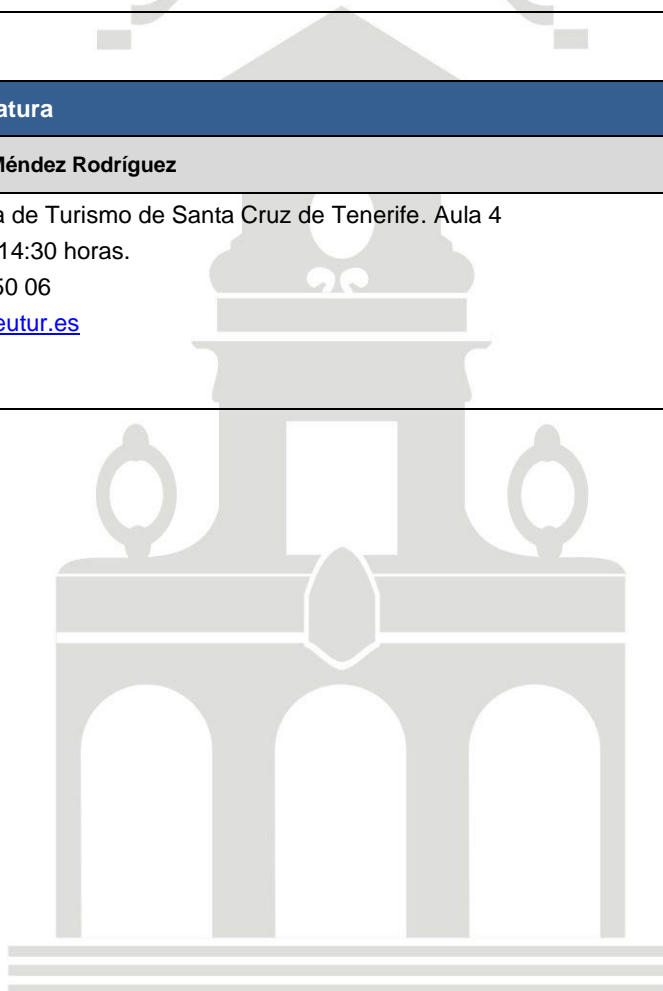 atura
Méndez Rodríguez
a de Turismo de Santa Cruz de Tenerife. Aula 4
14:30 horas.
50 06
eutur.es